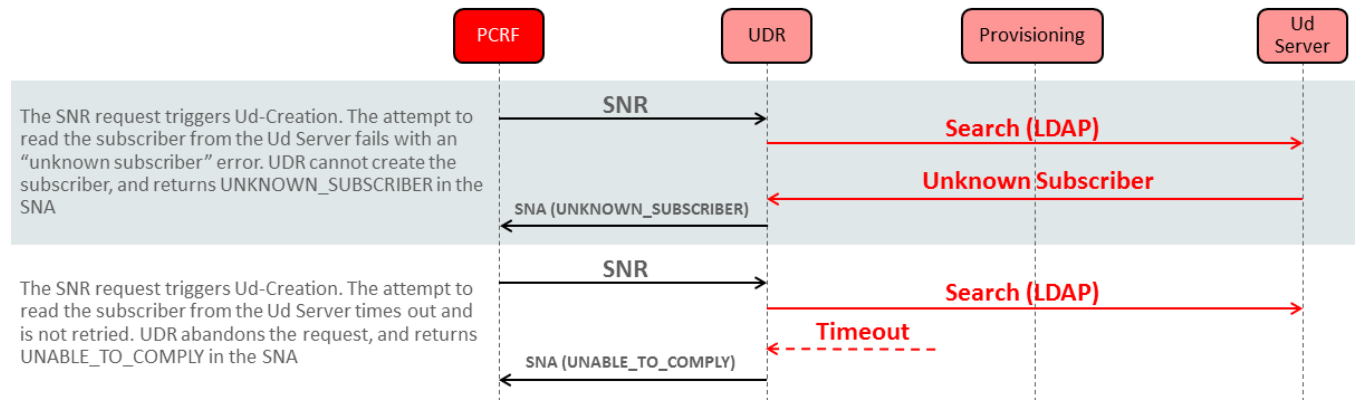 PCRF
UDR
Provisioning
Ud
Server
The SNR request triggers Ud-Creation. The attempt to
read the subscriber from the Ud Server fails with an
“unknown subscriber” error. UDR cannot create the
subscriber, and returns UNKNOWN_SUBSCRIBER in the
SNA
SNR
Search (LDAP)
Unknown Subscriber
SNA (UNKNOWN_SUBSCRIBER)
The SNR request triggers Ud-Creation. The attempt to
read the subscriber from the Ud Server times out and
is not retried. UDR abandons the request, and returns
UNABLE_TO_COMPLY in the SNA
SNR
Search (LDAP)
Timeout
SNA (UNABLE_TO_COMPLY)